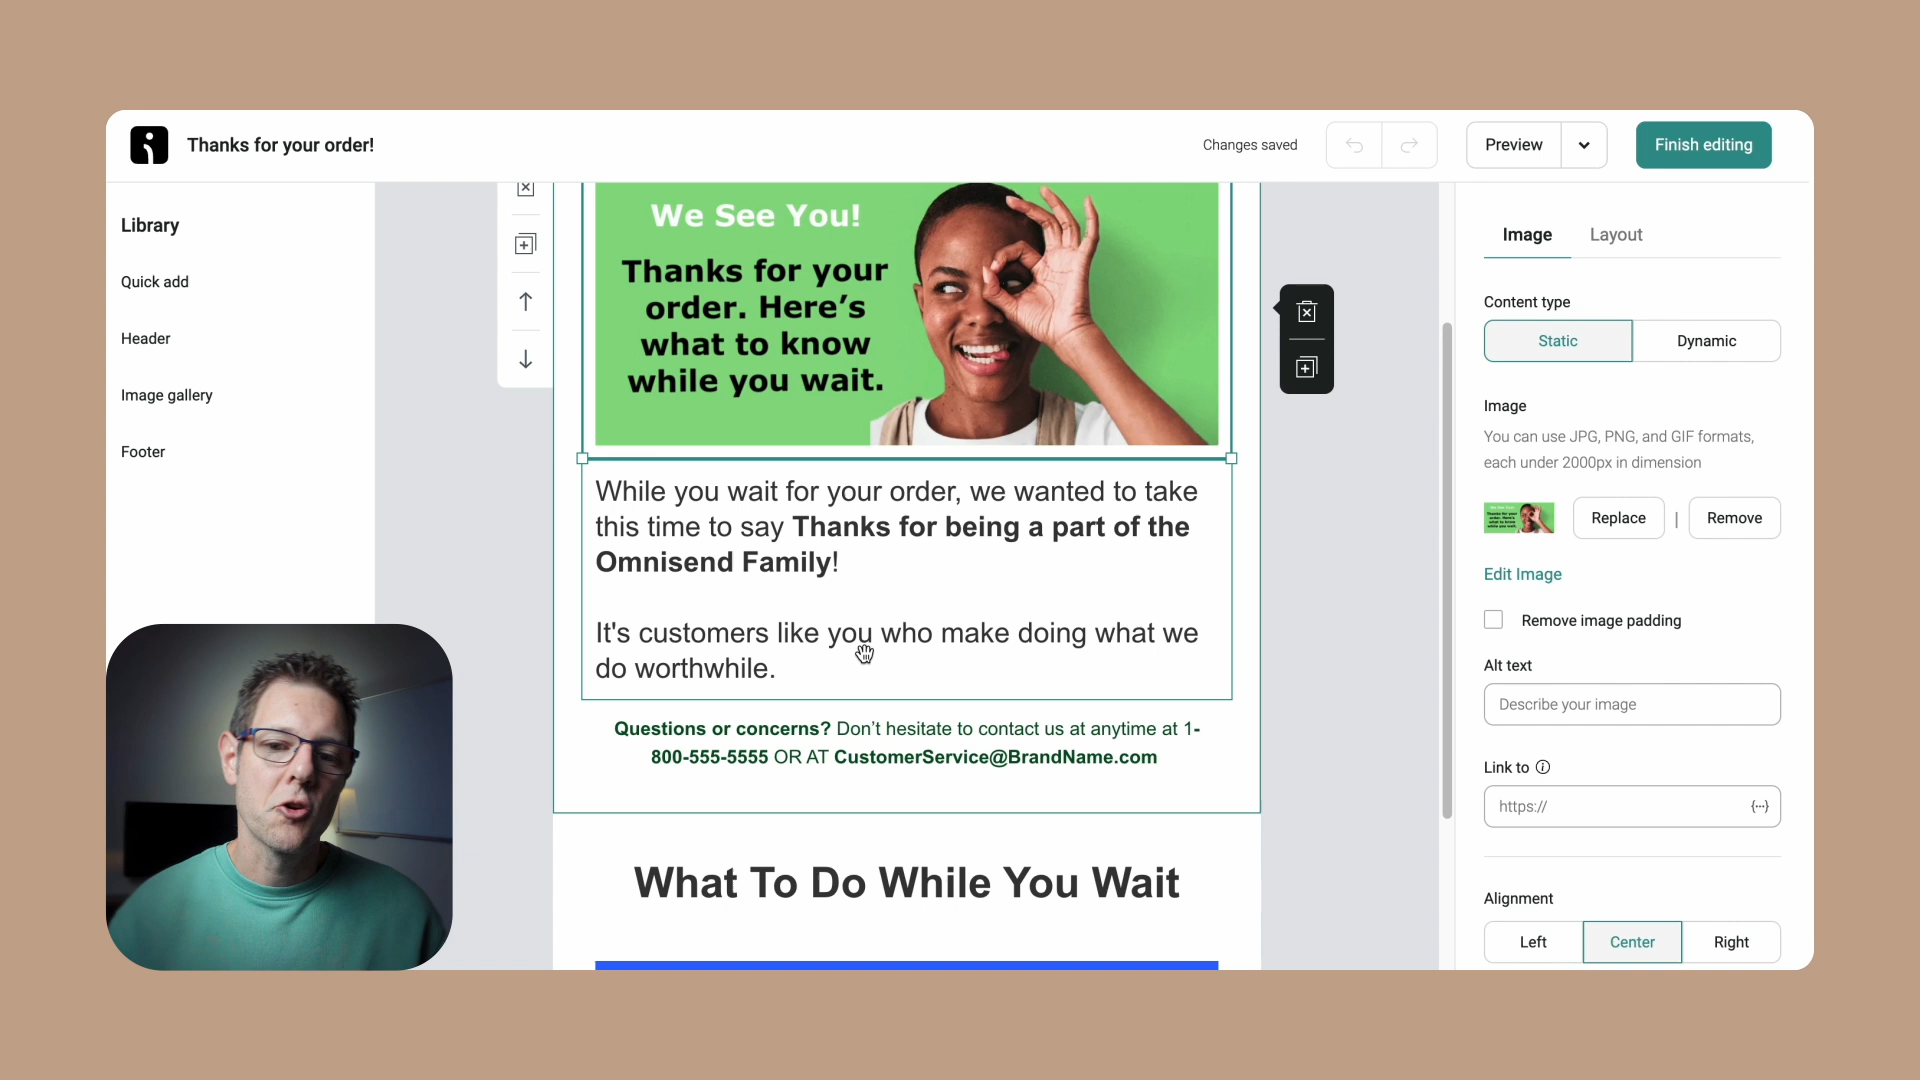 Thanks for your order!
Changes saved
Preview
Finish editing
Library
Quick add
Header
Image gallery
Footer
We See You!
Thanks for your
order. Here’s
what to know
while you wait.
While you wait for your order, we wanted to take
this time to say Thanks for being a part of the
Omnisend Family!
It's customers like you who make doing what we
do worthwhile.
Questions or concerns? Don’t hesitate to contact us at anytime at 1-
800-555-5555 OR AT CustomerService@BrandName.com
What To Do While You Wait
Image Layout
Content type
Static Dynamic
Image
You can use JPG, PNG, and GIF formats,
each under 2000px in dimension
Replace | Remove
Edit Image
Remove image padding
Alt text
Describe your image
Link to
https://
Alignment
Left Center Right